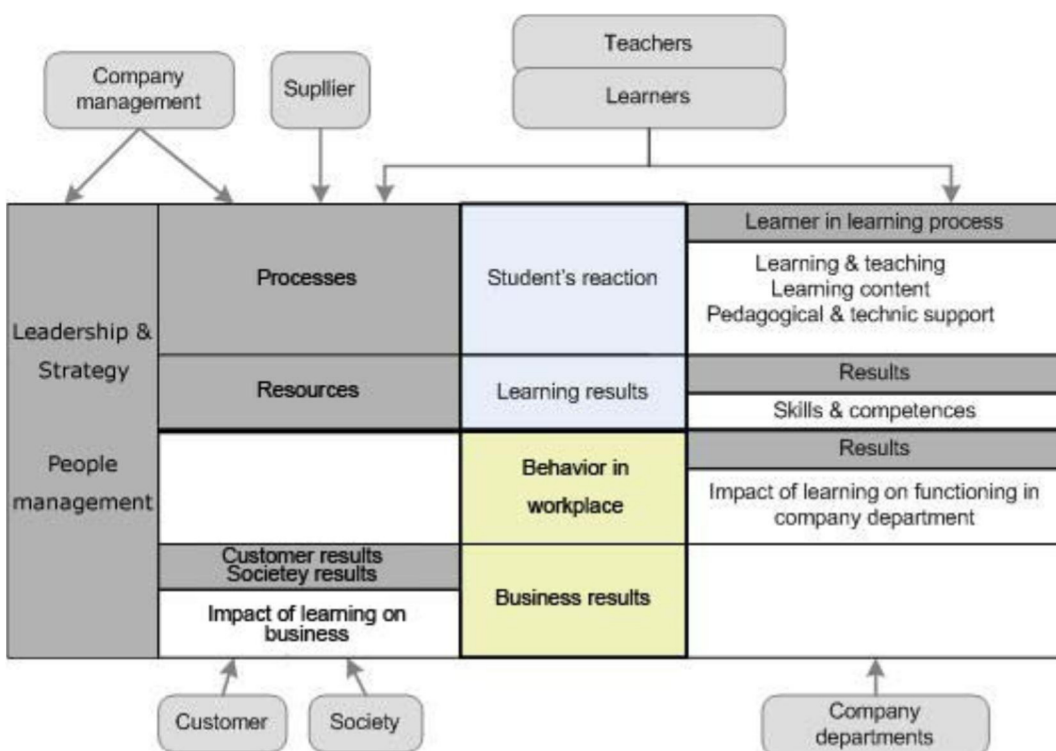 Teachers
Learners
Company
management
Supllier
Leadership &
Strategy
People
management
Processes
Resources
Customer results
Societey results
Impact of learning on
business
Student's reaction
Learning results
Behavior in
workplace
Business results
Learner in learning process
Learning & teaching
Learning content
Pedagogical & technic support
Results
Skills & competences
Results
Impact of learning on functioning in
company department
Customer
Society
Company
departments